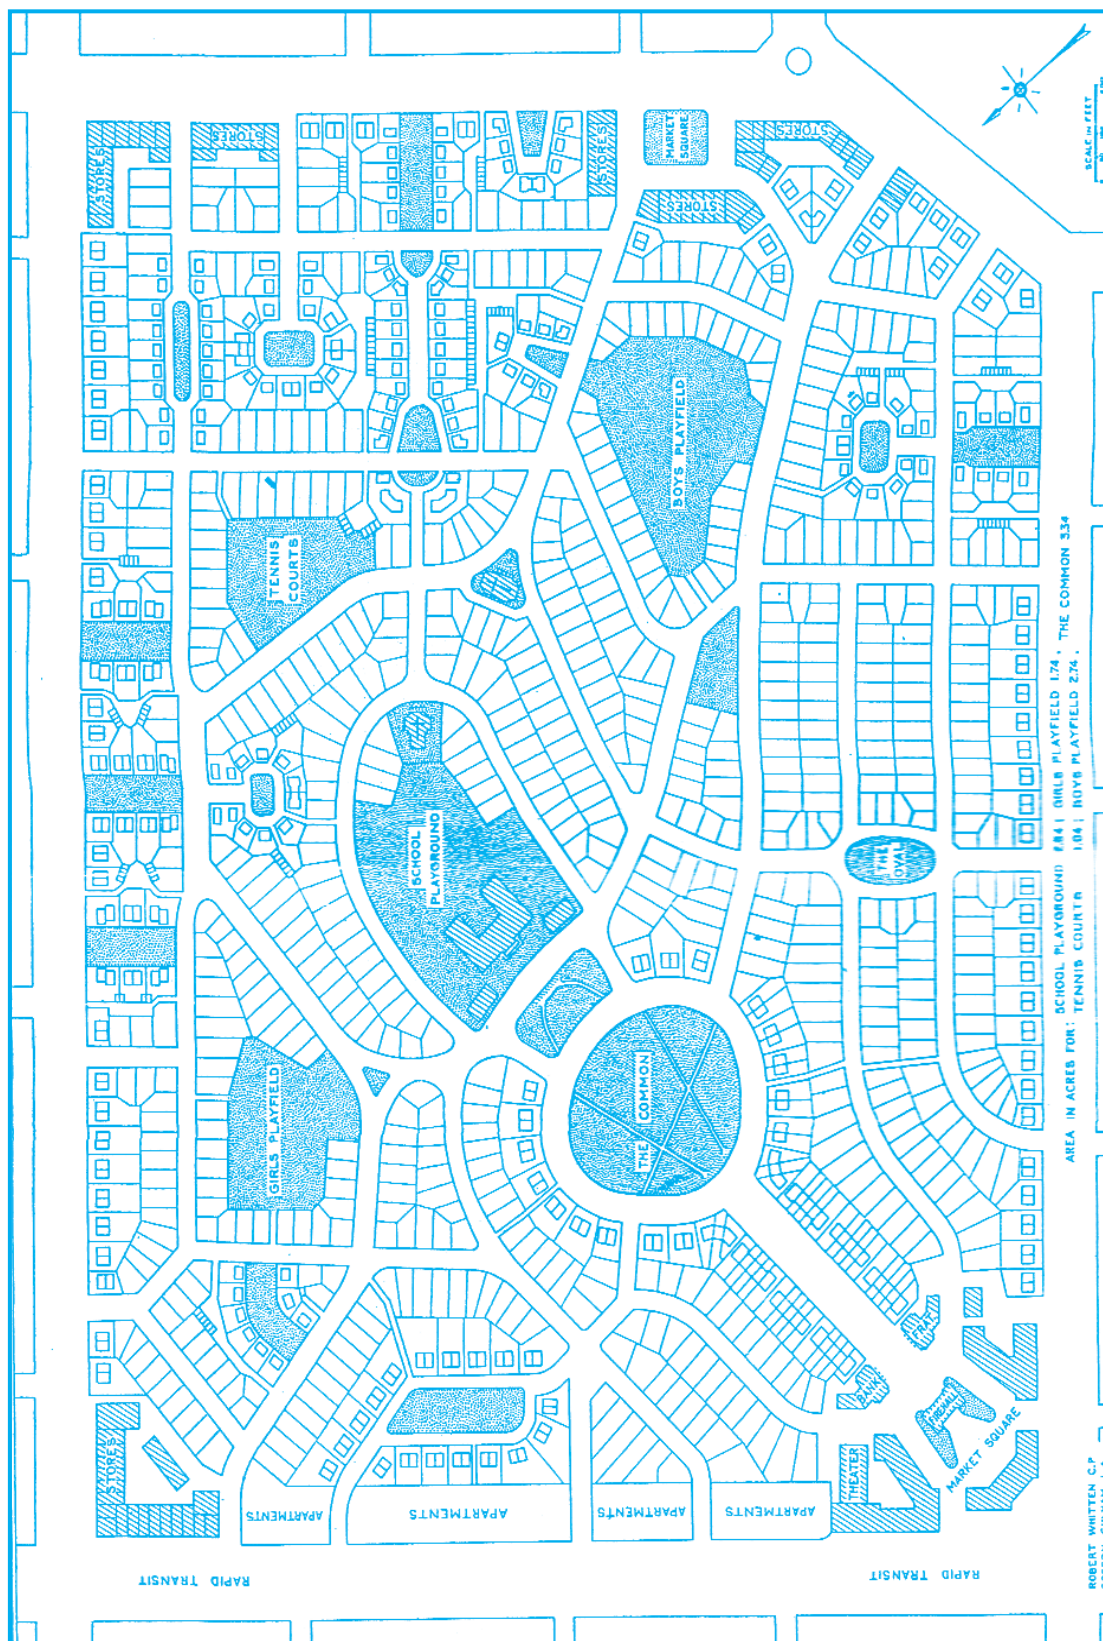 STORES
STORES
STORES
MARKET
SQUARE
STORES
STORES
SCALE IN FEET
BOYS PLAYFIELD
TENNIS
COURTS
SCHOOL
PLAYGROUND
THE
OVAL
GIRLS PLAYFIELD
THE COMMON
AREA IN ACRES FOR:
SCHOOL PLAYGROUND
GIRLS PLAYFIELD 1.74,
THE COMMON 3.34
TENNIS COURTS 1.04;
BOYS PLAYFIELD 2.74,
FRAT.
BANK
FIREHALL
MARKET SQUARE
THEATER
STORES
APARTMENTS
APARTMENTS
APARTMENTS
APARTMENTS
RAPID TRANSIT
RAPID TRANSIT
ROBERT WHITTEN C.P